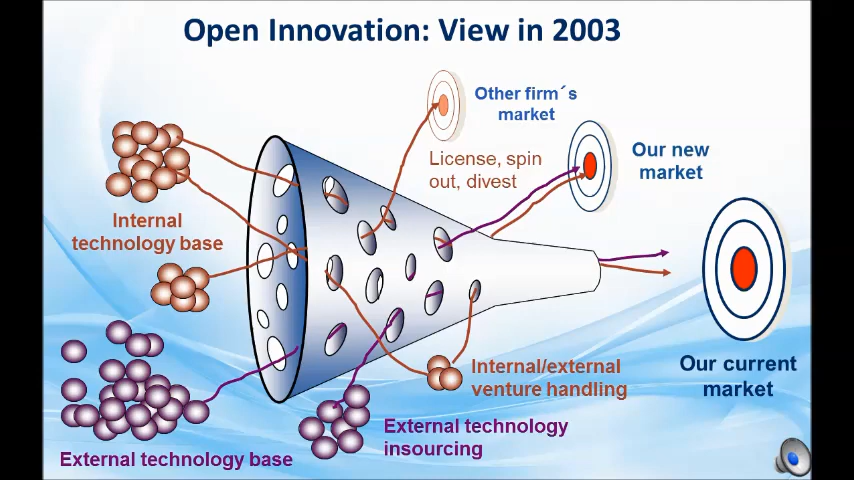 Open Innovation: View in 2003
Other firm´s
market
License, spin
out, divest
Our new
market
Internal
technology base
Our current
market
Internal/external
venture handling
External technology
insourcing
External technology base